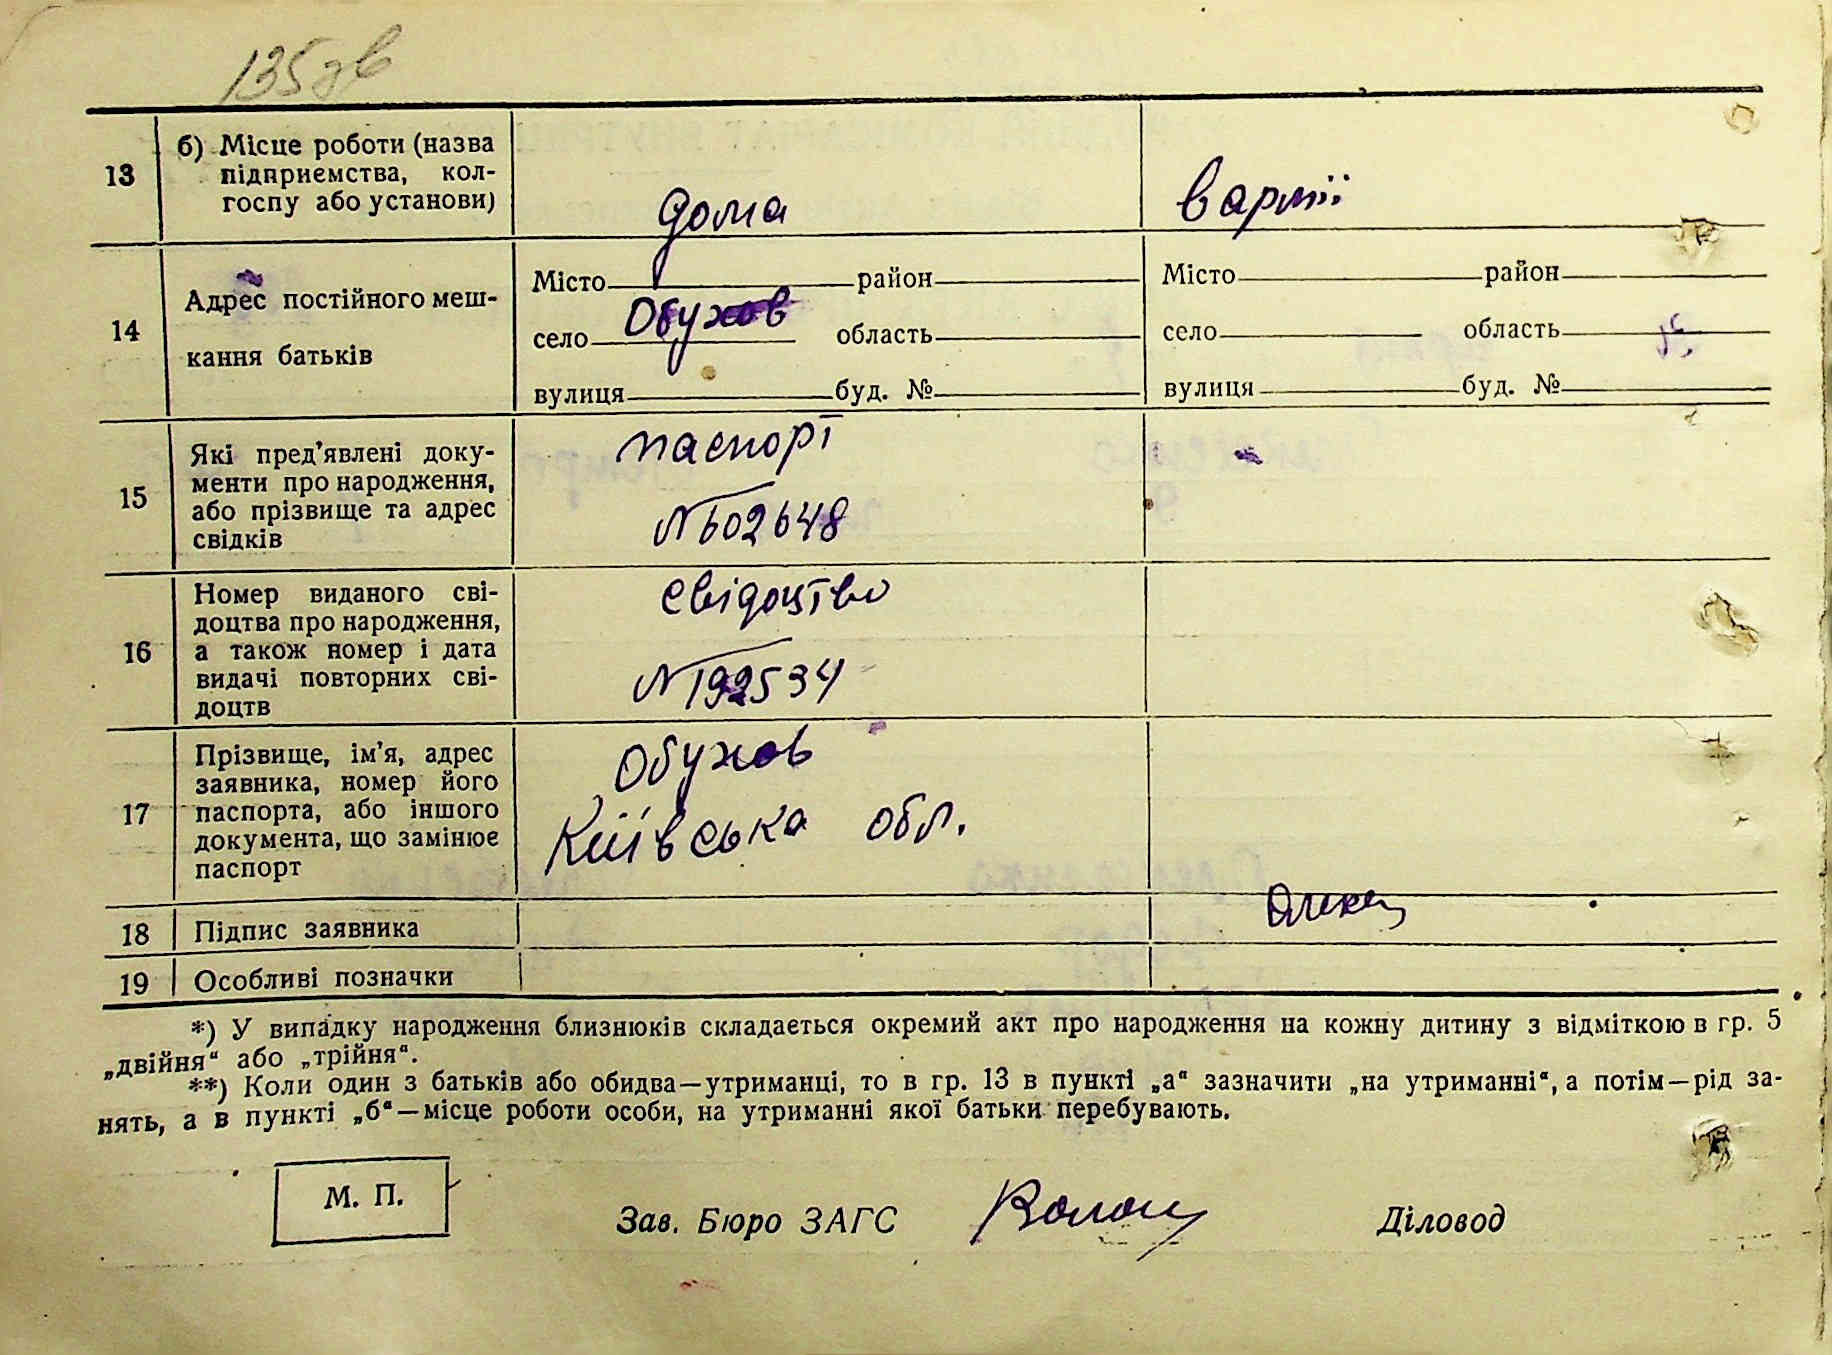 135 зв
13
б) Місце роботи (назва
підприємства, кол-
госпу або установи)
дома
в армії
14
Адрес постійного меш-
кання батьків
Місто район
село Обухов область
вулиця буд. №
Місто район
село область
вулиця буд. №
15
Які пред’явлені доку-
менти про народження,
або прізвище та адрес
свідків
паспорт
№602648
16
Номер виданого сві-
доцтва про народження,
а також номер і дата
видачі повторних сві-
доцтв
свідоцтво
№192534
17
Прізвище, ім’я, адрес
заявника, номер його
паспорта, або іншого
документа, що замінює
паспорт
Обухов
Київська обл.
18
Підпис заявника
19
Особливі позначки
*) У випадку народження близнюків складається окремий акт про народження на кожну дитину з відміткою в гр. 5
„двійня“ або „трійня“.
**) Коли один з батьків або обидва—утриманці, то в гр. 13 в пункті „а“ зазначити „на утриманні“, а потім—рід за-
нять, а в пункті „б“—місце роботи особи, на утриманні якої батьки перебувають.
М. П.
Зав. Бюро ЗАГС
Діловод